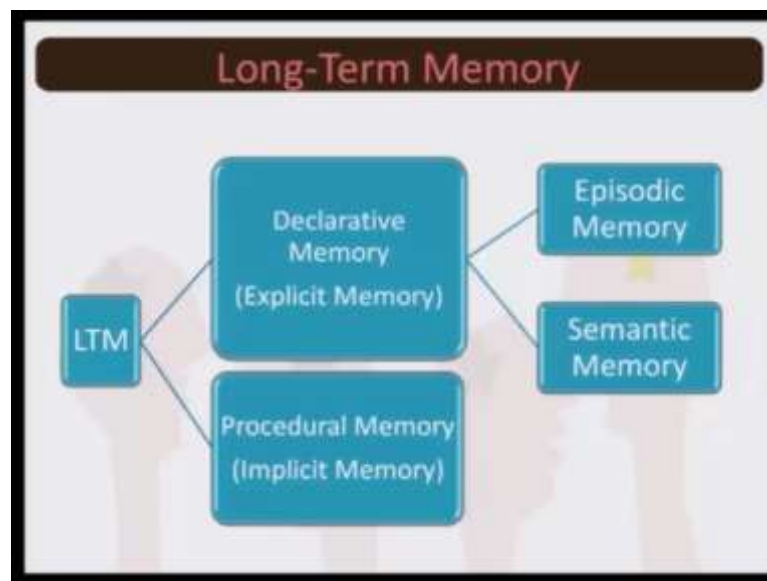 Long-Term Memory
LTM
Declarative
Memory
(Explicit Memory)
Procedural Memory
(Implicit Memory)
Episodic
Memory
Semantic
Memory